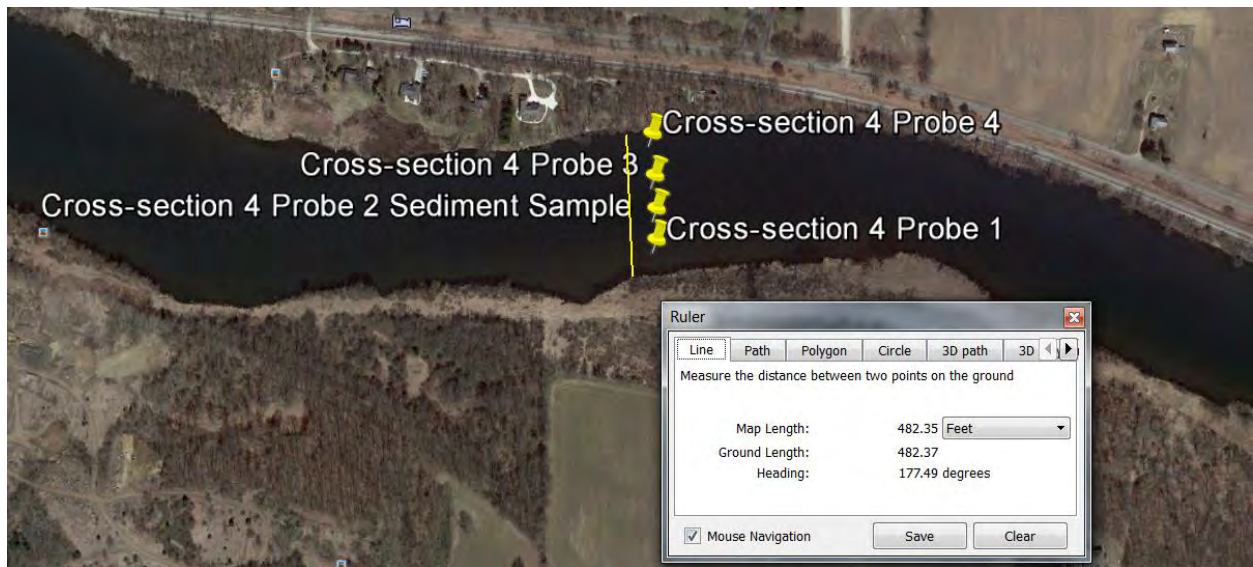 Cross-section 4 Probe 4
Cross-section 4 Probe 3
Cross-section 4 Probe 2 Sediment Sample
Cross-section 4 Probe 1
Ruler
Line Path Polygon Circle 3D path 3D
Measure the distance between two points on the ground
Map Length: 482.35 Feet
Ground Length: 482.37
Heading: 177.49 degrees
Mouse Navigation Save Clear